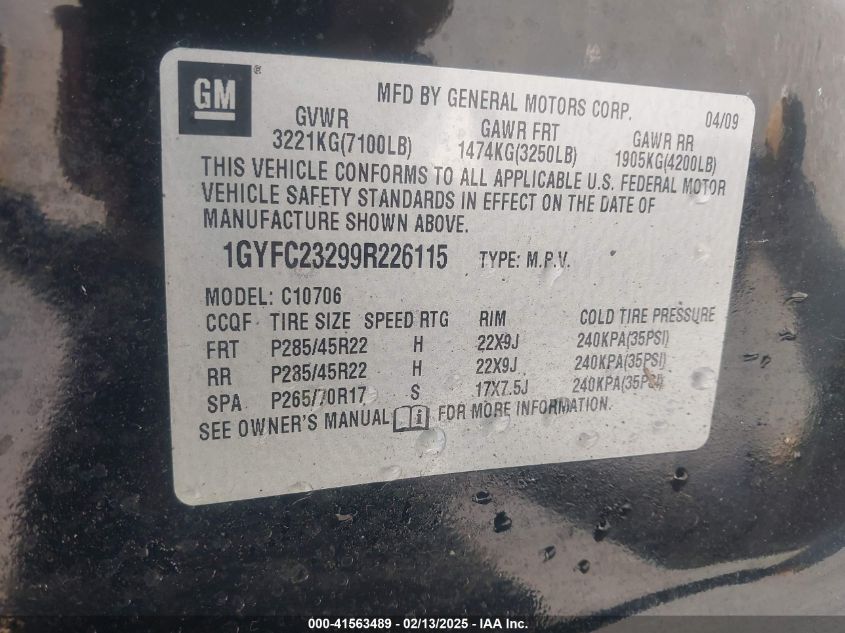 GM ®
MFD BY GENERAL MOTORS CORP. 04/09
GVWR GAWR FRT GAWR RR
3221KG(7100LB) 1474KG(3250LB) 1905KG(4200LB)
THIS VEHICLE CONFORMS TO ALL APPLICABLE U.S. FEDERAL MOTOR
VEHICLE SAFETY STANDARDS IN EFFECT ON THE DATE OF
MANUFACTURE SHOWN ABOVE.
1GYFC23299R226115 TYPE: M.P.V.
MODEL: C10706
CCQF TIRE SIZE SPEED RTG RIM COLD TIRE PRESSURE
FRT P285/45R22 H 22X9J 240KPA(35PSI)
RR P285/45R22 H 22X9J 240KPA(35PSI)
SPA P265/70R17 S 17X7.5J 240KPA(35PSI)
SEE OWNER'S MANUAL i FOR MORE INFORMATION.
000-41563489 - 02/13/2025 - IAA Inc.